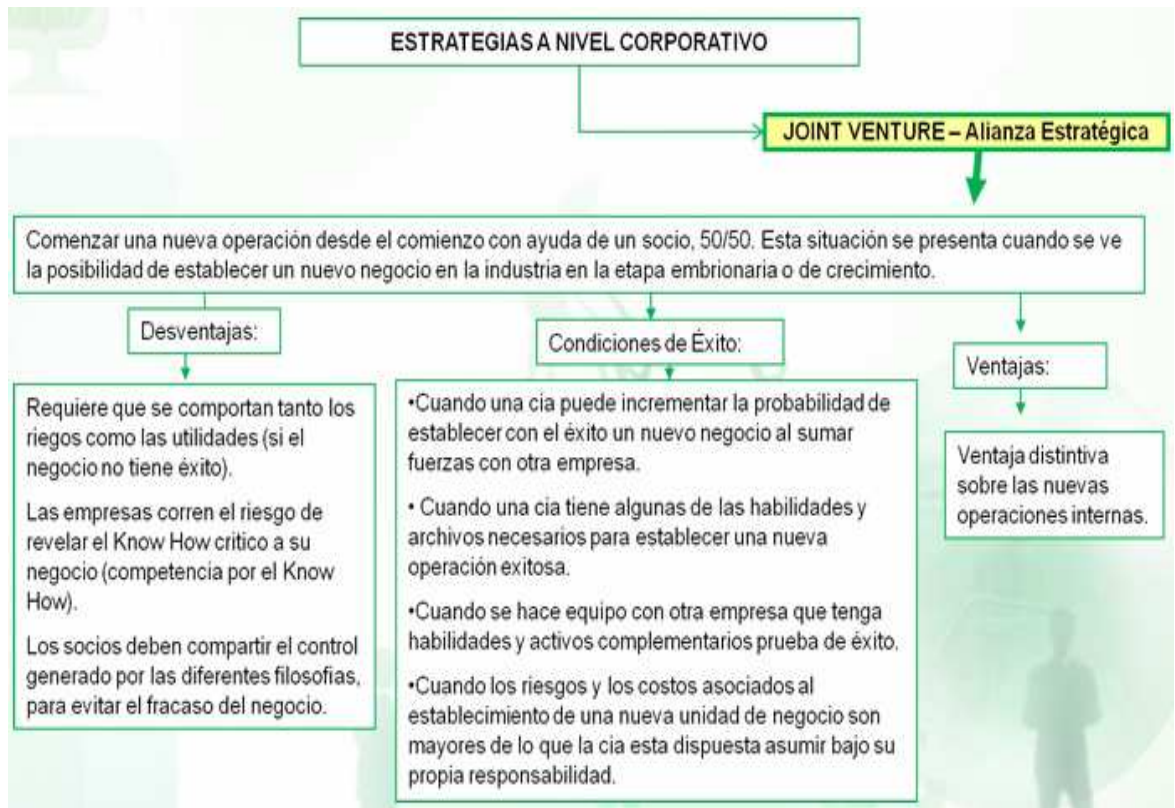 ESTRATEGIAS A NIVEL CORPORATIVO
JOINT VENTURE – Alianza Estratégica
Comenzar una nueva operación desde el comienzo con ayuda de un socio, 50/50. Esta situación se presenta cuando se ve
la posibilidad de establecer un nuevo negocio en la industria en la etapa embrionaria o de crecimiento.
Desventajas:
Requiere que se comportan tanto los
riegos como las utilidades (si el
negocio no tiene éxito).
Las empresas corren el riesgo de
revelar el Know How critico a su
negocio (competencia por el Know
How).
Los socios deben compartir el control
generado por las diferentes filosofias,
para evitar el fracaso del negocio.
Condiciones de Éxito:
•Cuando una cia puede incrementar la probabilidad de
establecer con el éxito un nuevo negocio al sumar
fuerzas con otra empresa.
• Cuando una cia tiene algunas de las habilidades y
archivos necesarios para establecer una nueva
operación exitosa.
•Cuando se hace equipo con otra empresa que tenga
habilidades y activos complementarios prueba de éxito.
•Cuando los riesgos y los costos asociados al
establecimiento de una nueva unidad de negocio son
mayores de lo que la cia esta dispuesta asumir bajo su
propia responsabilidad.
Ventajas:
Ventaja distintiva
sobre las nuevas
operaciones internas.